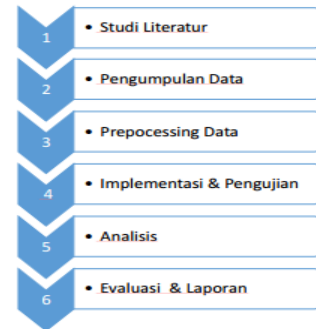 1
• Studi Literatur
2
• Pengumpulan Data
3
• Prepocessing Data
4
• Implementasi & Pengujian
5
• Analisis
6
• Evaluasi & Laporan